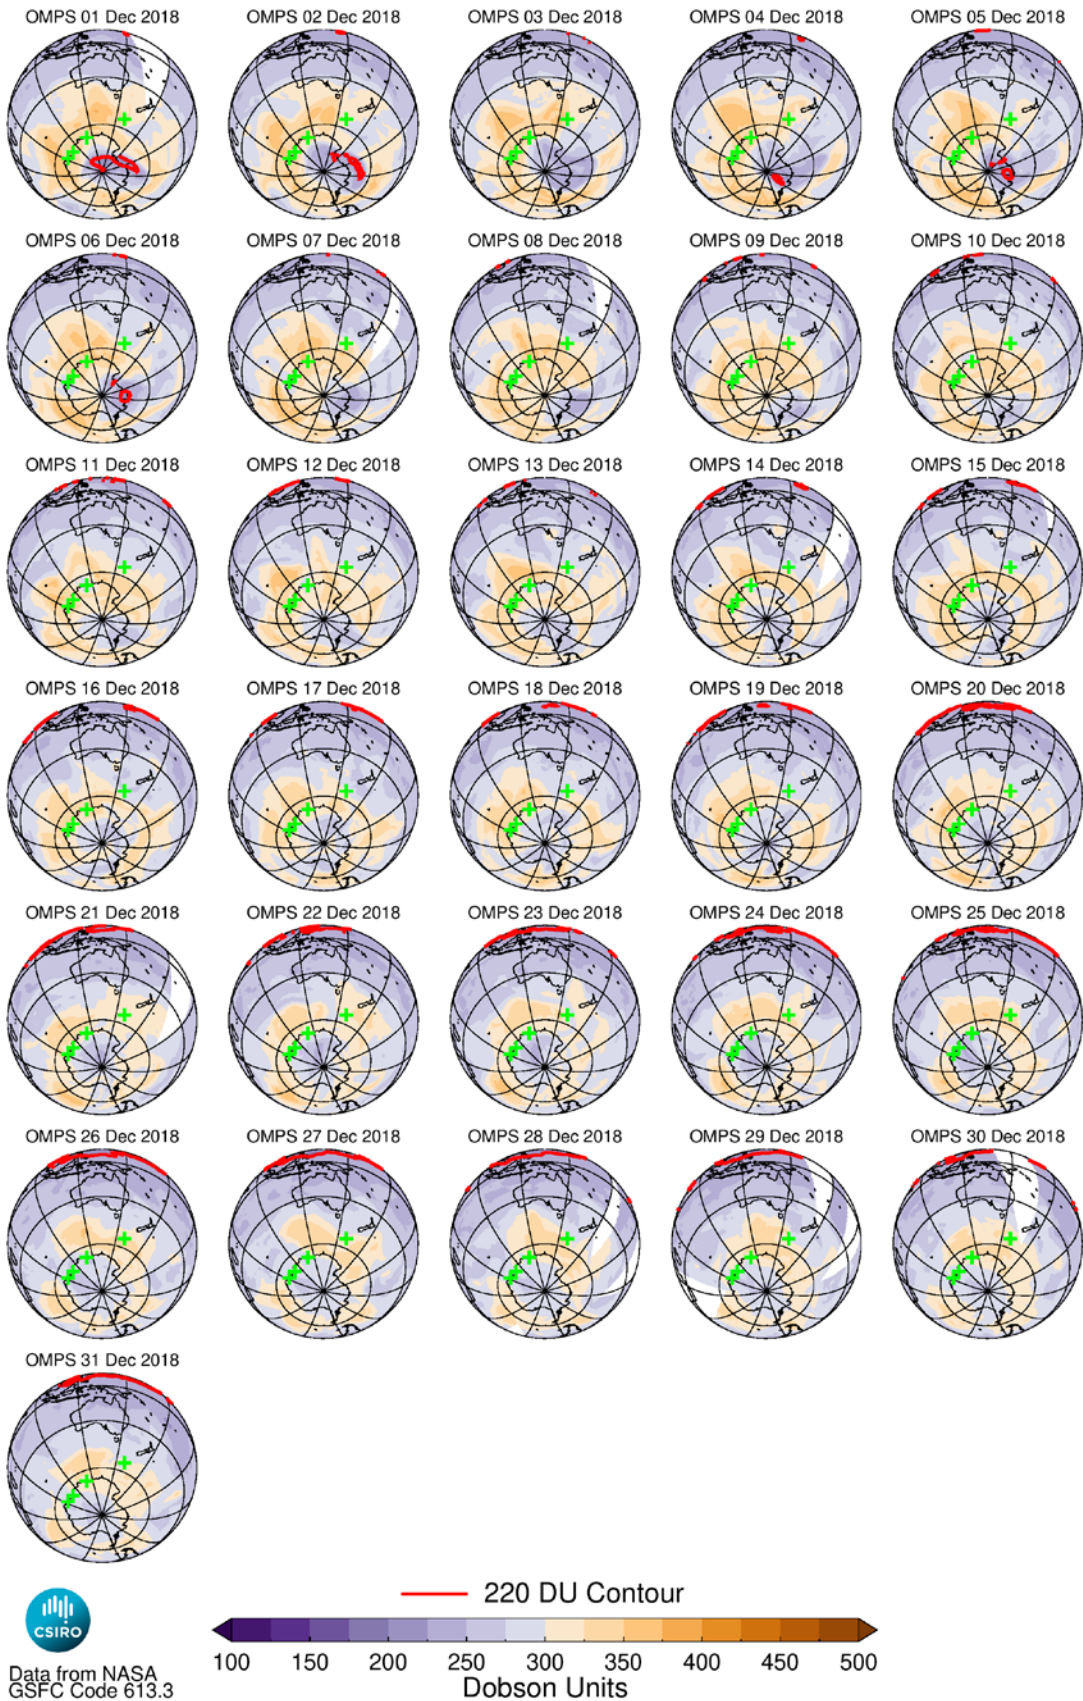 OMPS 01 Dec 2018 OMPS 02 Dec 2018 OMPS 03 Dec 2018 OMPS 04 Dec 2018 OMPS 05 Dec 2018
OMPS 06 Dec 2018 OMPS 07 Dec 2018 OMPS 08 Dec 2018 OMPS 09 Dec 2018 OMPS 10 Dec 2018
OMPS 11 Dec 2018 OMPS 12 Dec 2018 OMPS 13 Dec 2018 OMPS 14 Dec 2018 OMPS 15 Dec 2018
OMPS 16 Dec 2018 OMPS 17 Dec 2018 OMPS 18 Dec 2018 OMPS 19 Dec 2018 OMPS 20 Dec 2018
OMPS 21 Dec 2018 OMPS 22 Dec 2018 OMPS 23 Dec 2018 OMPS 24 Dec 2018 OMPS 25 Dec 2018
OMPS 26 Dec 2018 OMPS 27 Dec 2018 OMPS 28 Dec 2018 OMPS 29 Dec 2018 OMPS 30 Dec 2018
OMPS 31 Dec 2018
220 DU Contour
CSIRO
100 150 200 250 300 350 400 450 500
Dobson Units
Data from NASA
GSFC Code 613.3